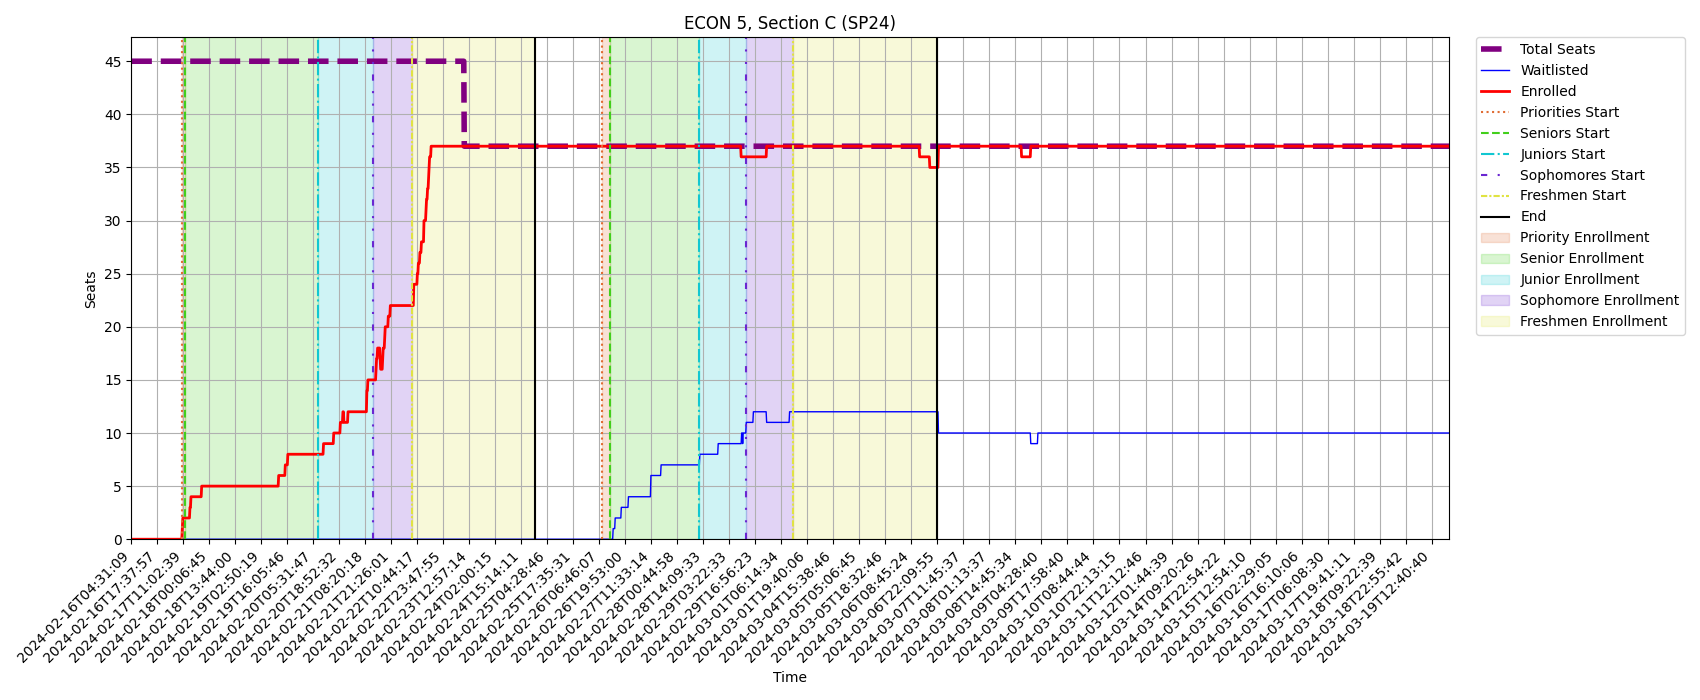 ECON 5, Section C (SP24)
Seats
45
40
35
30
25
20
15
10
5
0
2024-02-16T04:31:09
2024-02-16T17:37:57
2024-02-17T11:02:39
2024-02-18T00:06:45
2024-02-18T13:44:00
2024-02-19T02:50:19
2024-02-19T16:05:46
2024-02-20T05:31:47
2024-02-20T18:52:32
2024-02-21T08:20:18
2024-02-21T21:26:01
2024-02-22T10:44:17
2024-02-22T23:47:55
2024-02-23T12:57:14
2024-02-24T02:00:15
2024-02-24T15:14:11
2024-02-25T04:28:46
2024-02-25T17:35:31
2024-02-26T06:46:07
2024-02-26T19:53:00
2024-02-27T11:33:14
2024-02-28T00:44:58
2024-02-28T14:09:33
2024-02-29T03:22:33
2024-02-29T16:56:23
2024-03-01T06:14:34
2024-03-01T19:40:06
2024-03-04T15:38:46
2024-03-05T05:06:45
2024-03-05T18:32:46
2024-03-06T08:45:24
2024-03-06T22:09:55
2024-03-07T11:45:37
2024-03-08T01:13:37
2024-03-08T14:45:34
2024-03-09T04:28:40
2024-03-09T17:58:40
2024-03-10T08:44:44
2024-03-10T22:13:15
2024-03-11T12:12:46
2024-03-12T01:44:39
2024-03-14T09:20:26
2024-03-14T22:54:22
2024-03-15T12:54:10
2024-03-16T02:29:05
2024-03-16T16:10:06
2024-03-17T06:08:30
2024-03-17T19:41:11
2024-03-18T09:22:39
2024-03-18T22:55:42
2024-03-19T12:40:40
Time
Total Seats
Waitlisted
Enrolled
Priorities Start
Seniors Start
Juniors Start
Sophomores Start
Freshmen Start
End
Priority Enrollment
Senior Enrollment
Junior Enrollment
Sophomore Enrollment
Freshmen Enrollment